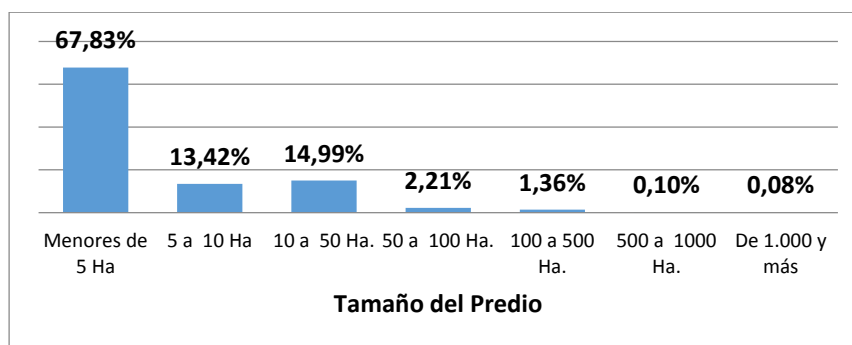 67,83%
13,42%
14,99%
2,21%
1,36%
0,10%
0,08%
Menores de
5 Ha
5 a 10 Ha
10 a 50 Ha.
50 a 100 Ha.
100 a 500
Ha.
500 a 1000
Ha.
De 1.000 y
más
Tamaño del Predio